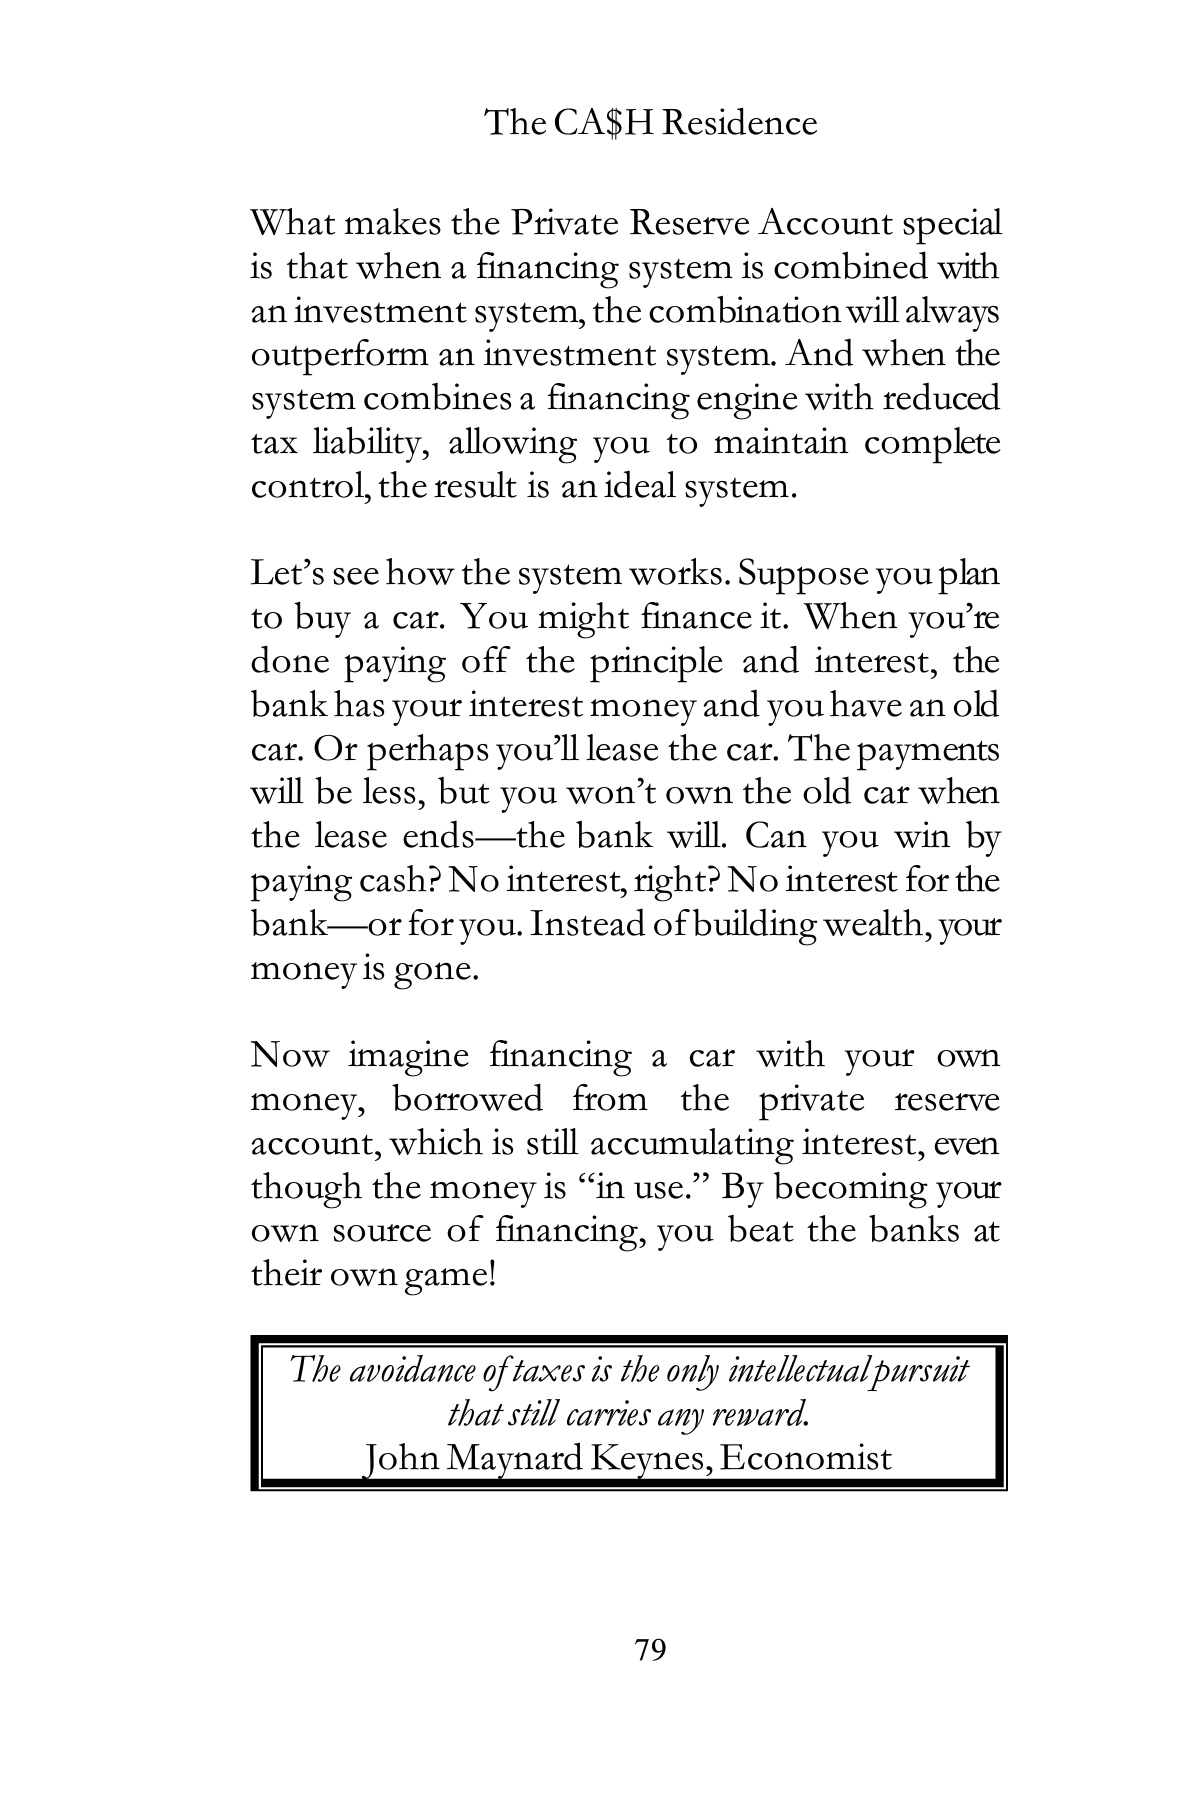 The CA$H Residence
What makes the Private Reserve Account special
is that when a financing system is combined with
an investment system, the combination will always
outperform an investment system. And when the
system combines a financing engine with reduced
tax liability, allowing you to maintain complete
control, the result is an ideal system.
Let’s see how the system works. Suppose you plan
to buy a car. You might finance it. When you’re
done paying off the principle and interest, the
bank has your interest money and you have an old
car. Or perhaps you’ll lease the car. The payments
will be less, but you won’t own the old car when
the lease ends—the bank will. Can you win by
paying cash? No interest, right? No interest for the
bank—or for you. Instead of building wealth, your
money is gone.
Now imagine financing a car with your own
money, borrowed from the private reserve
account, which is still accumulating interest, even
though the money is “in use.” By becoming your
own source of financing, you beat the banks at
their own game!
The avoidance of taxes is the only intellectual pursuit
that still carries any reward.
John Maynard Keynes, Economist
79